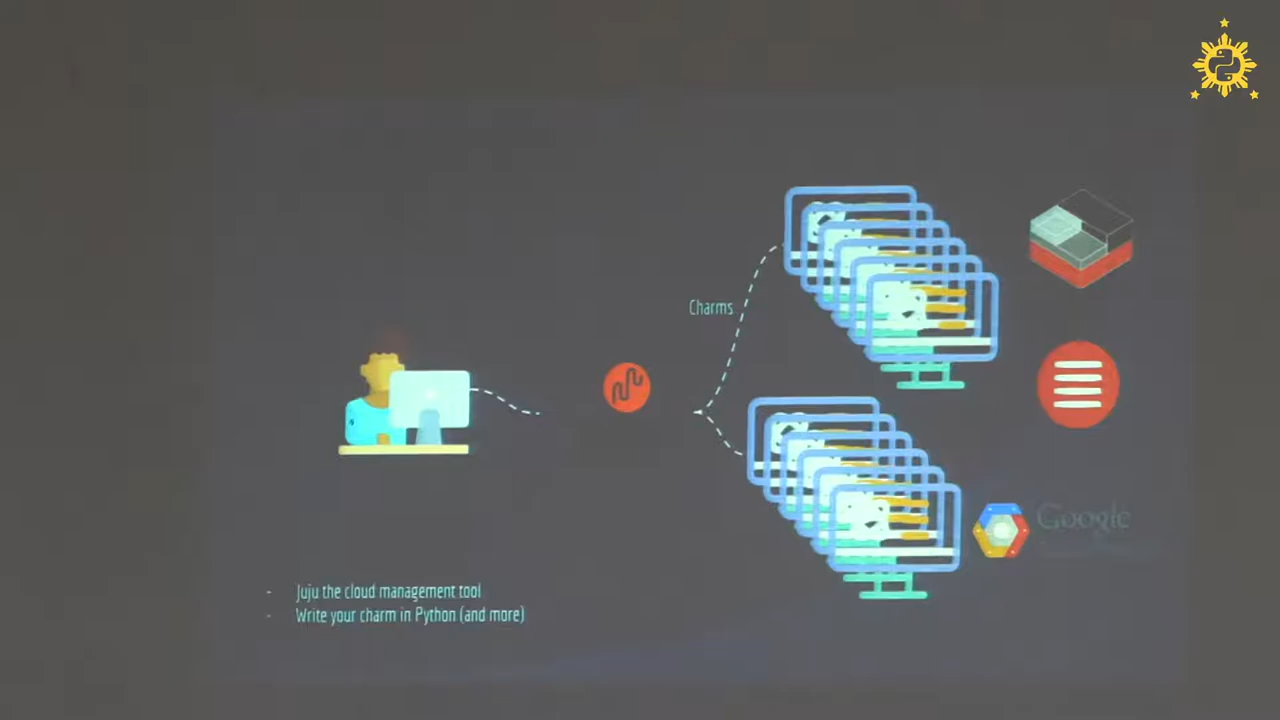 Charms
Google
- Juju the cloud management tool
- Write your charm in Python (and more)